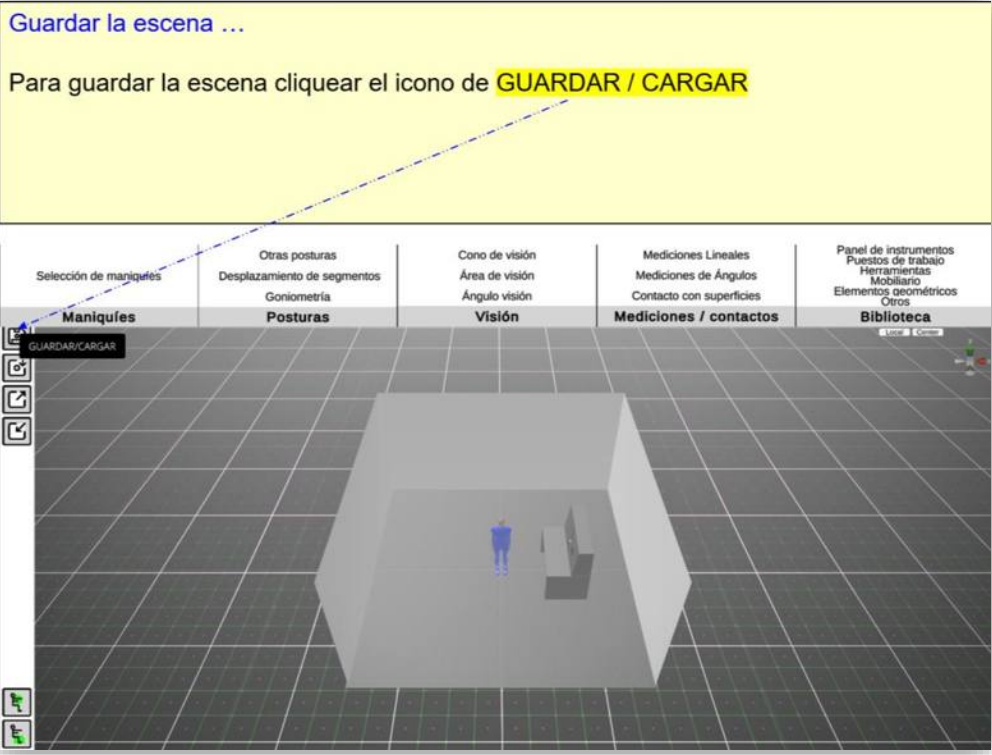 Guardar la escena …
Para guardar la escena cliquear el icono de GUARDAR / CARGAR
Selección de maniquíes
Maniquíes
Otras posturas
Desplazamiento de segmentos
Goniometría
Posturas
Cono de visión
Área de visión
Ángulo visión
Visión
Mediciones Lineales
Mediciones de Ángulos
Contacto con superficies
Mediciones / contactos
Panel de instrumentos
Puestos de trabajo
Herramientas
Mobiliario
Elementos geométricos
Otros
Biblioteca
GUARDAR/CARGAR
Local Center